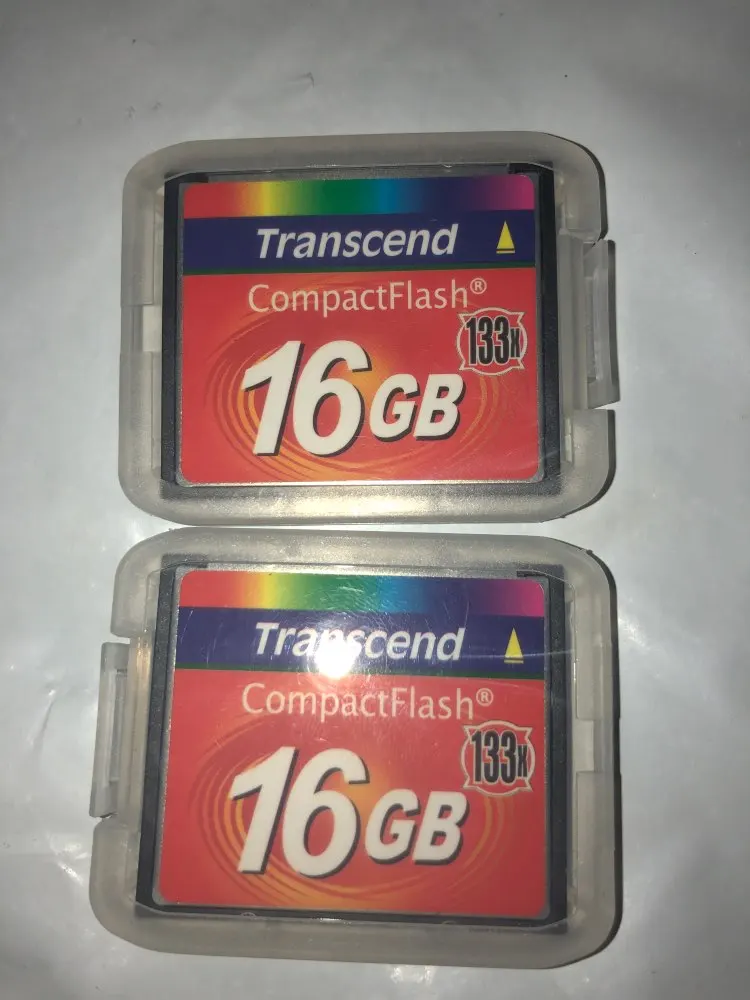 Transcend
CompactFlash®
133x
16GB
Transcend
CompactFlash®
133x
16GB